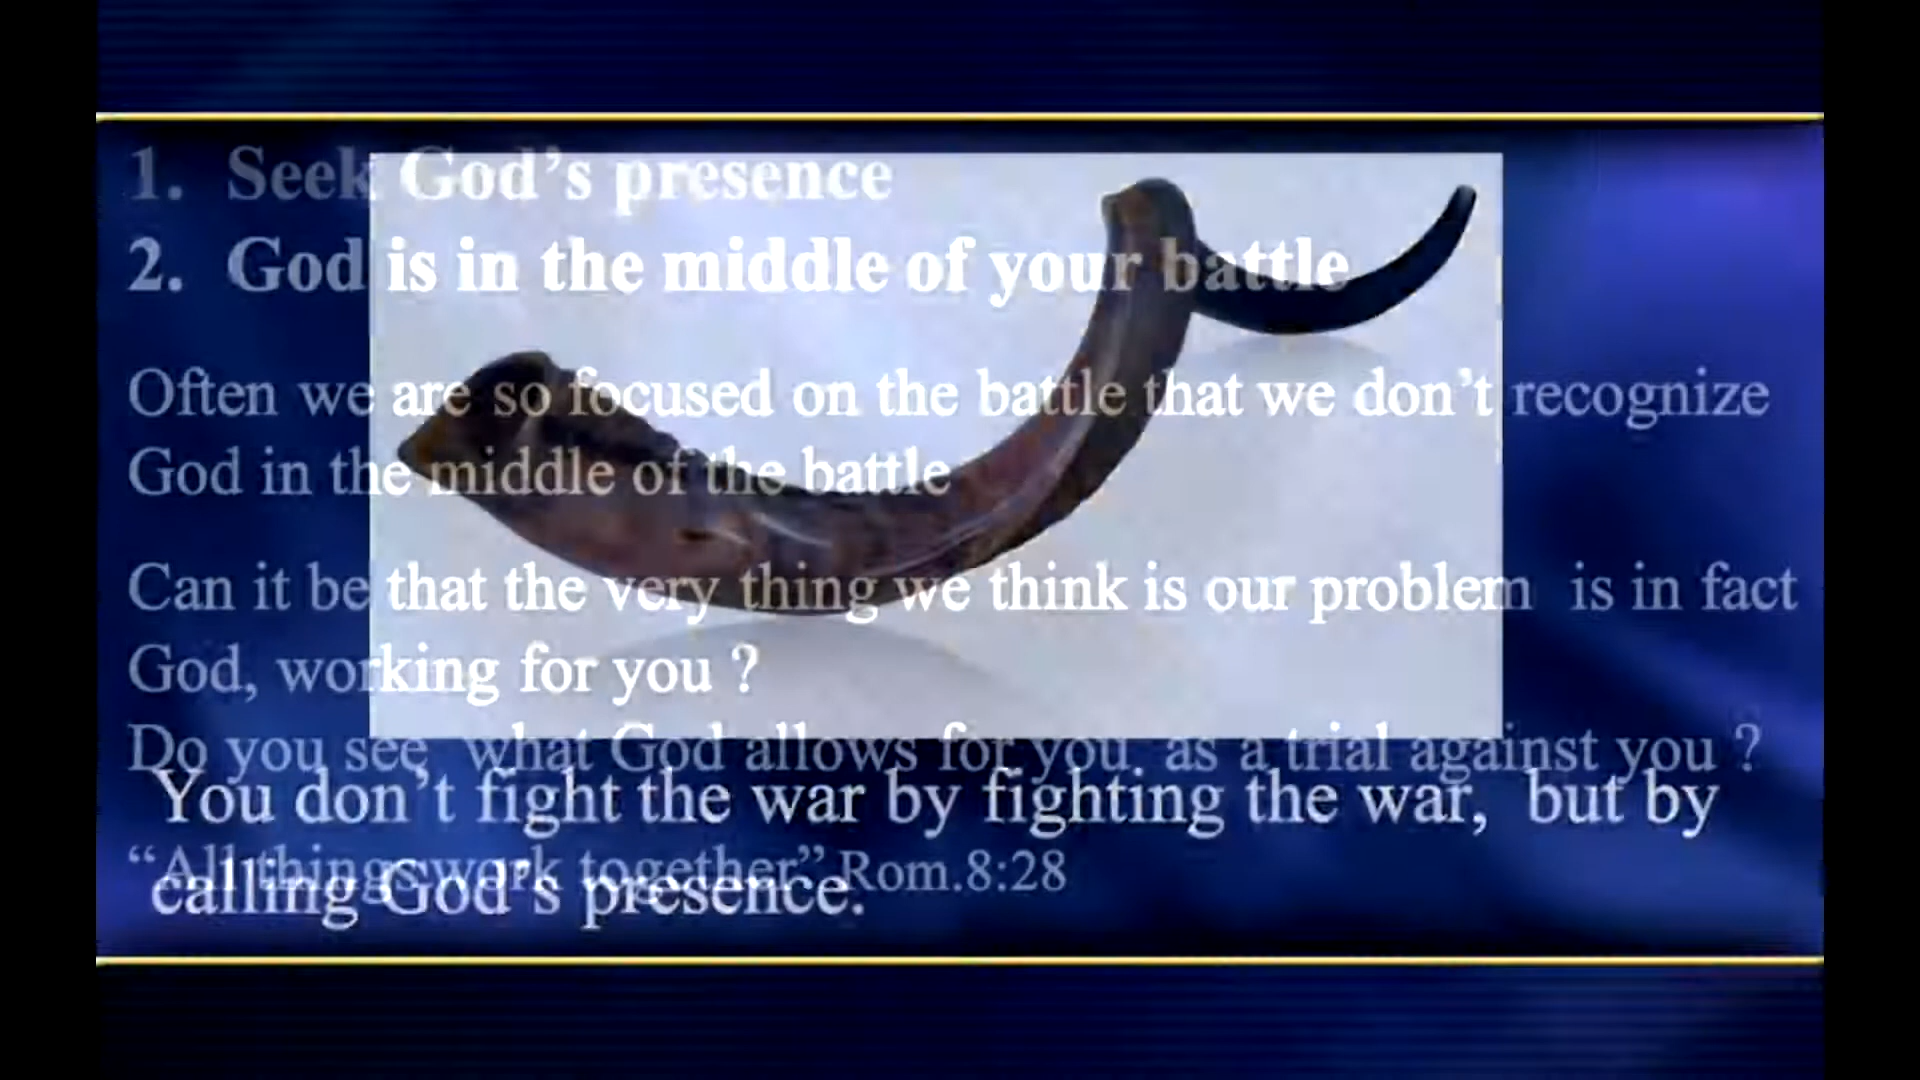 1. Seek God's presence
2. God is in the middle of your battle
Often we are so focused on the battle that we don't recognize
God in the middle of the battle
Can it be that the very thing we think is our problem is in fact
God, working for you ?
Do you see, what God allows for you, as a trial against you ?
You don't fight the war by fighting the war, but by
“All things work together” Rom.8:28
calling God's presence.